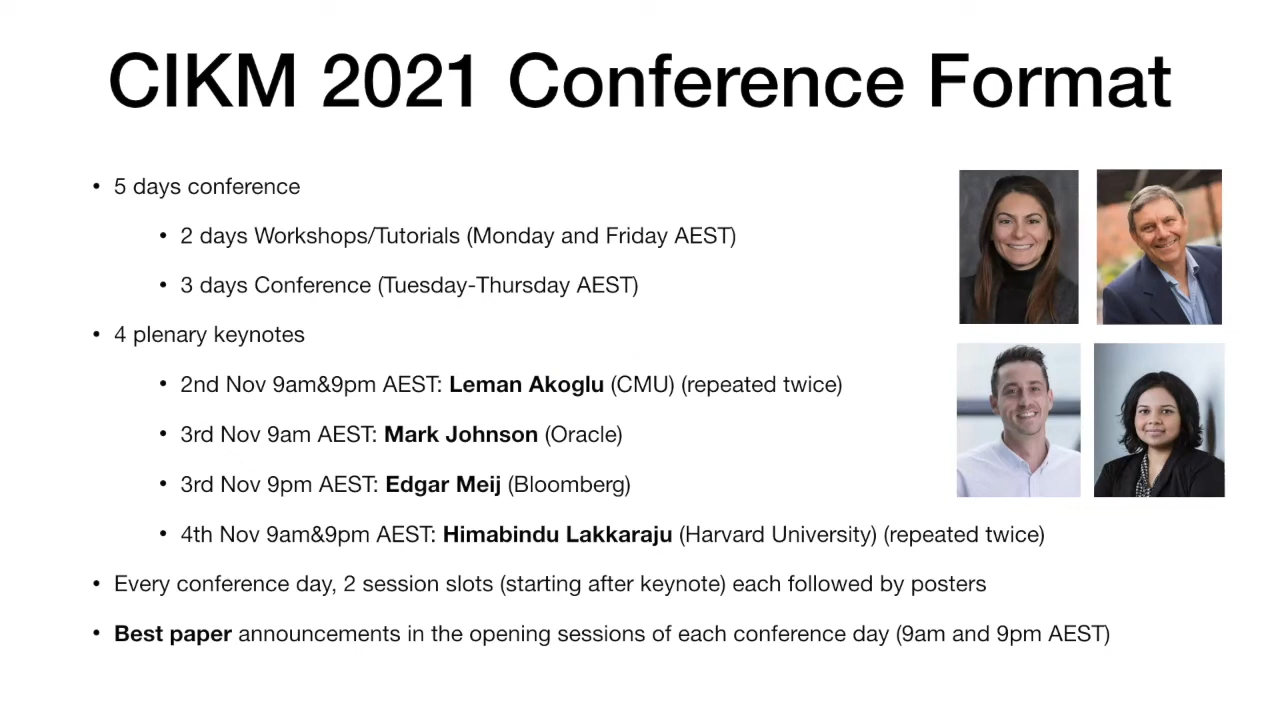 CIKM 2021 Conference Format
• 5 days conference
• 2 days Workshops/Tutorials (Monday and Friday AEST)
• 3 days Conference (Tuesday-Thursday AEST)
• 4 plenary keynotes
• 2nd Nov 9am&9pm AEST: Leman Akoglu (CMU) (repeated twice)
• 3rd Nov 9am AEST: Mark Johnson (Oracle)
• 3rd Nov 9pm AEST: Edgar Meij (Bloomberg)
• 4th Nov 9am&9pm AEST: Himabindu Lakkaraju (Harvard University) (repeated twice)
• Every conference day, 2 session slots (starting after keynote) each followed by posters
• Best paper announcements in the opening sessions of each conference day (9am and 9pm AEST)